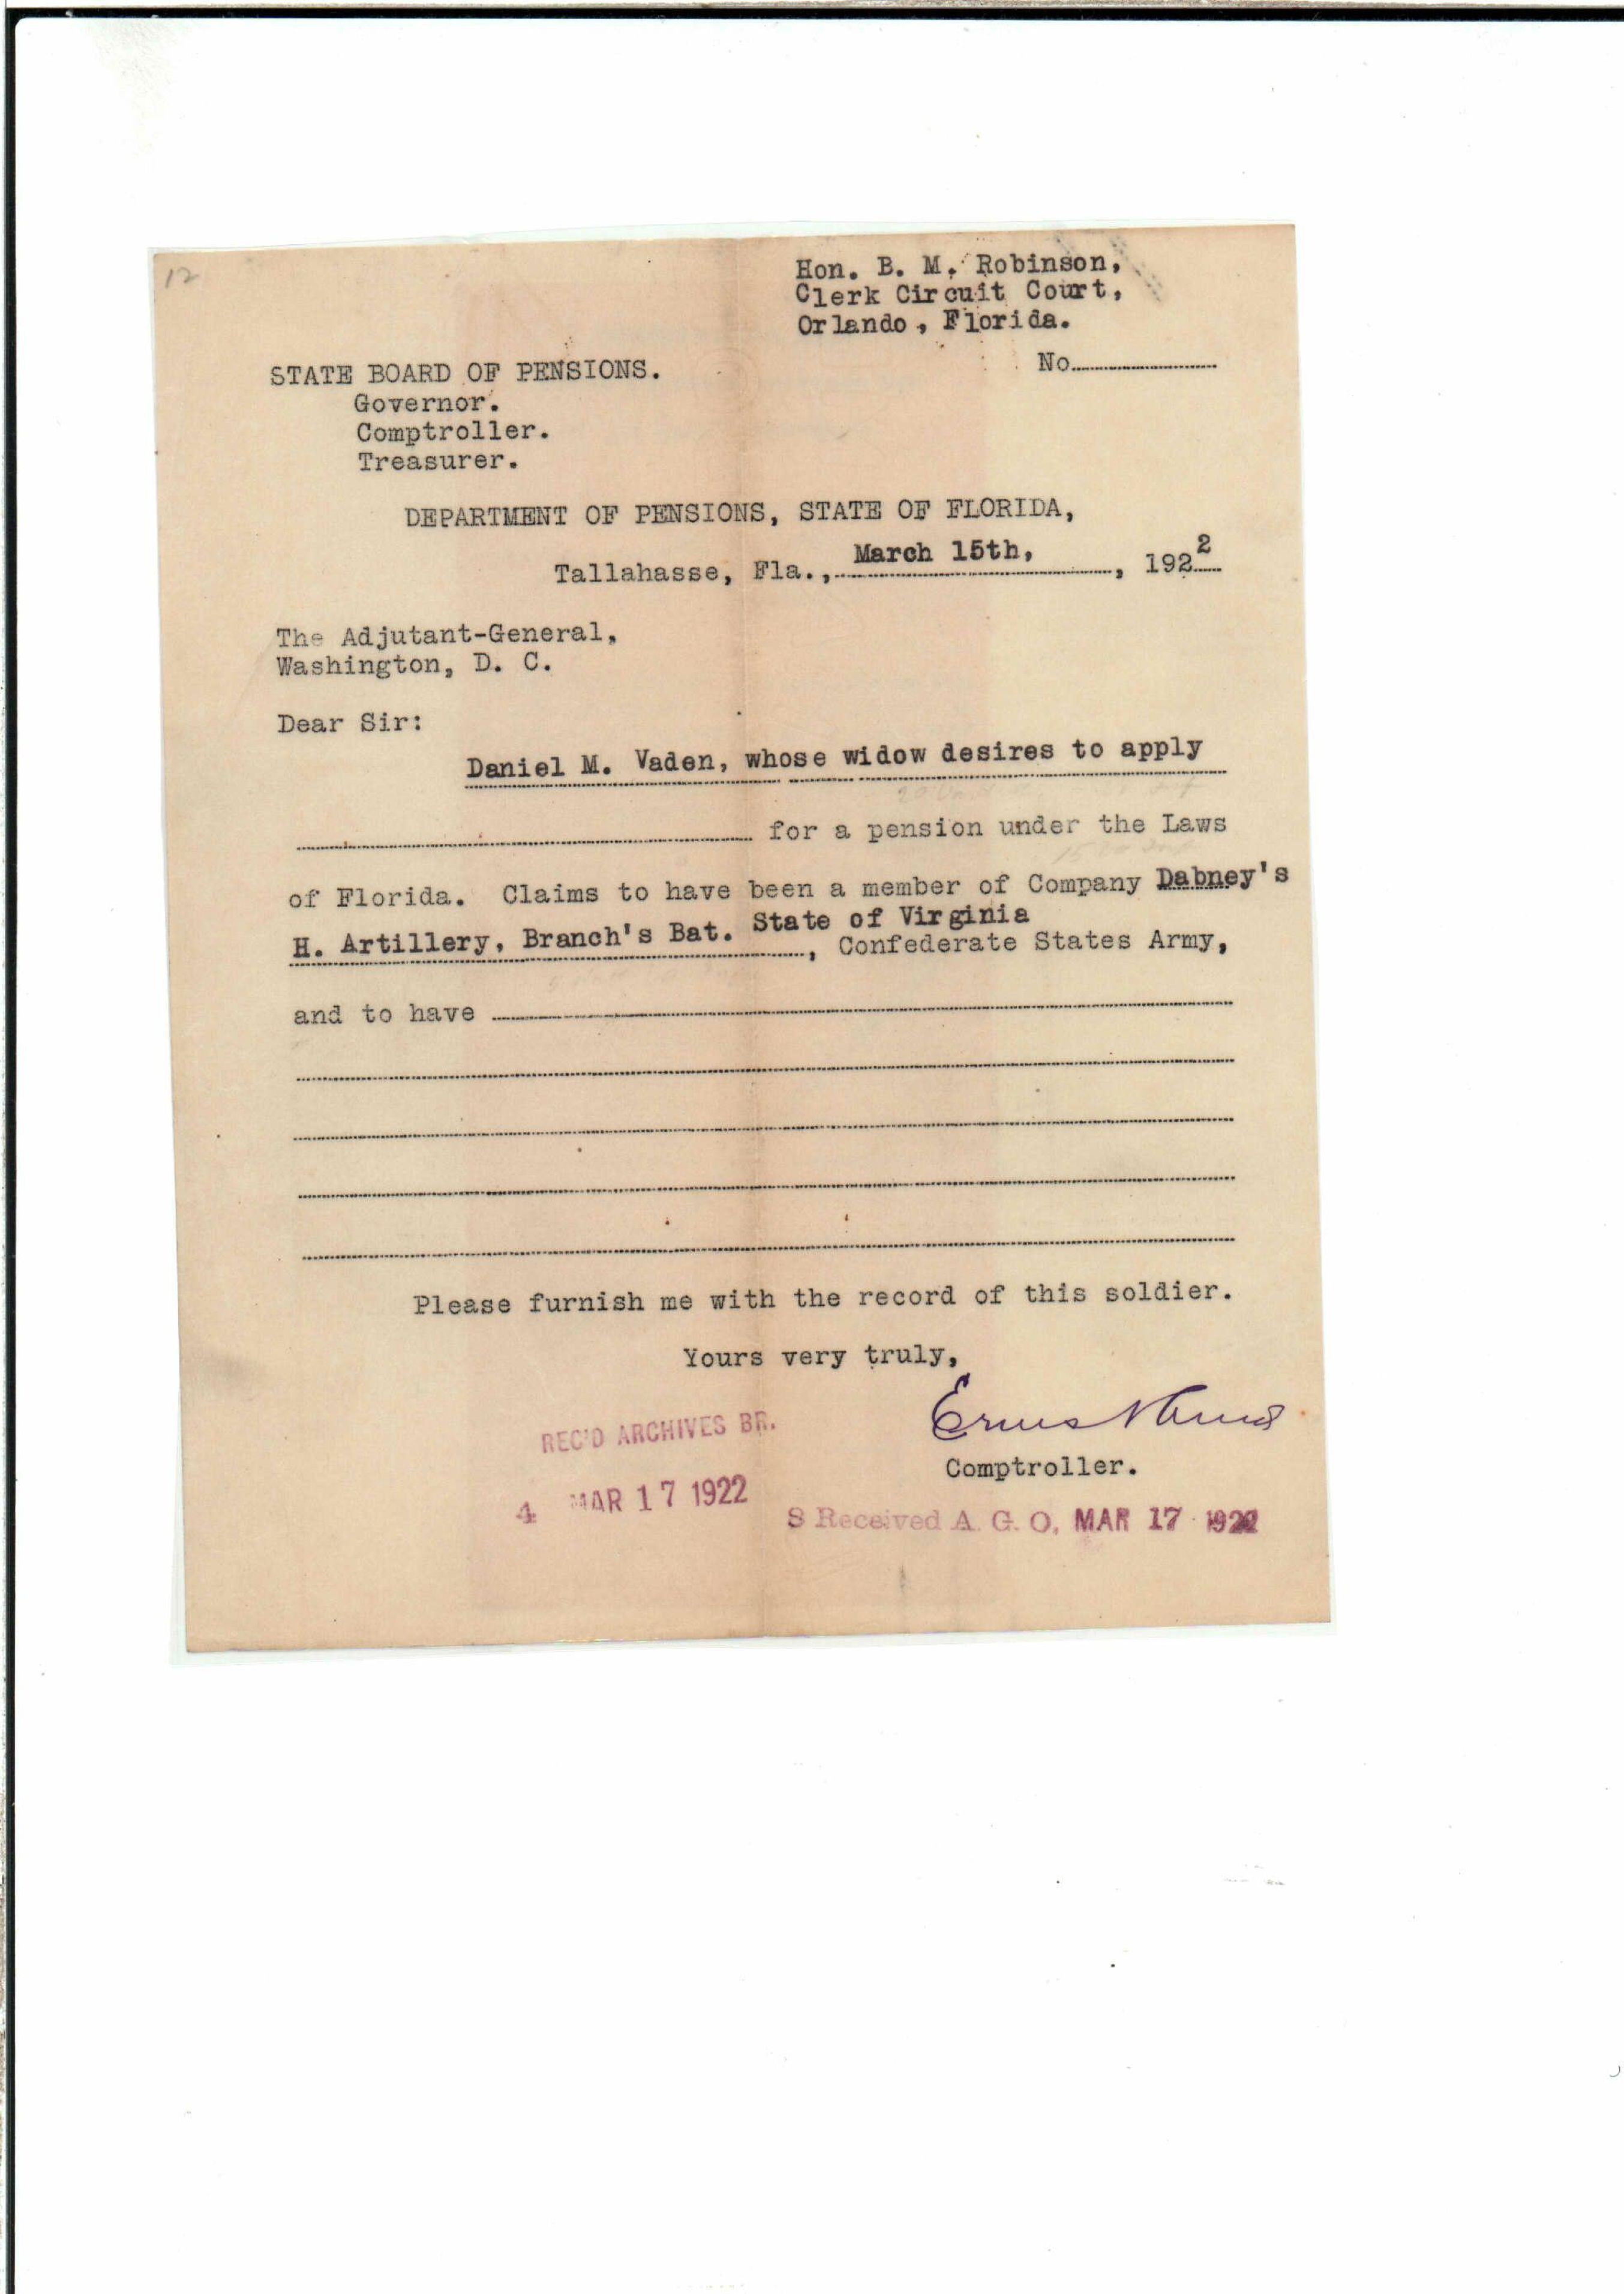 12
Hon. B. M. Robinson,
Clerk Circuit Court,
Orlando, Florida.
No
STATE BOARD OF PENSIONS.
Governor.
Comptroller.
Treasurer.
DEPARTMENT OF PENSIONS, STATE OF FLORIDA,
Tallahasse, Fla., March 15th, , 1922
The Adjutant-General,
Washington, D. C.
Dear Sir:
Daniel M. Vaden, whose widow desires to apply
for a pension under the Laws
of Florida. Claims to have been a member of Company Dabney's
H. Artillery, Branch's Bat. State of Virginia
, Confederate States Army,
and to have
Please furnish me with the record of this soldier.
Yours very truly,
Ernest Amos
Comptroller.
REC'D ARCHIVES BR.
4 MAR 17 1922
S Received A. G. O. MAR 17 1922